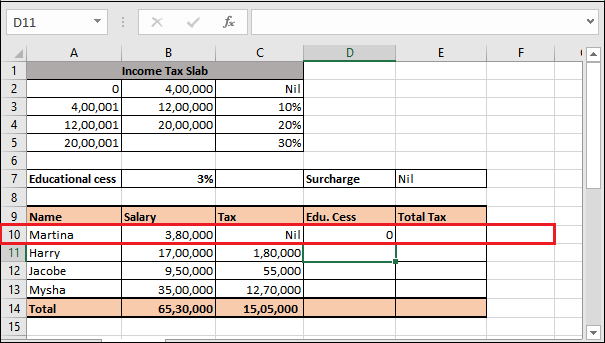 D11 fx
A B C D E F
1 Income Tax Slab
2 0 4,00,000 Nil
3 4,00,001 12,00,000 10%
4 12,00,001 20,00,000 20%
5 20,00,001 30%
6
7 Educational cess 3% Surcharge Nil
8
9 Name Salary Tax Edu. Cess Total Tax
10 Martina 3,80,000 Nil 0
11 Harry 17,00,000 1,80,000
12 Jacobe 9,50,000 55,000
13 Mysha 35,00,000 12,70,000
14 Total 65,30,000 15,05,000
15